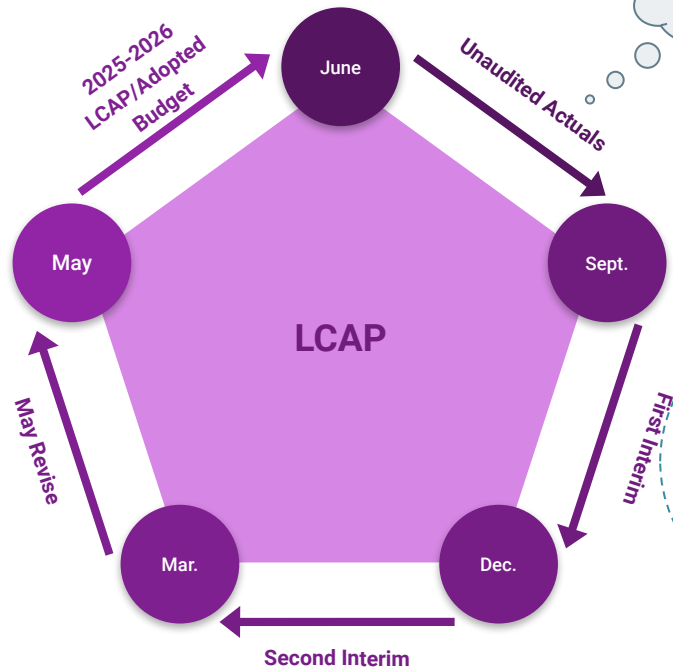 2025-2026
LCAP/Adopted
Budget
June
Unaudited Actuals
May
Sept.
LCAP
May Revise
First Interim
Mar.
Dec.
Second Interim